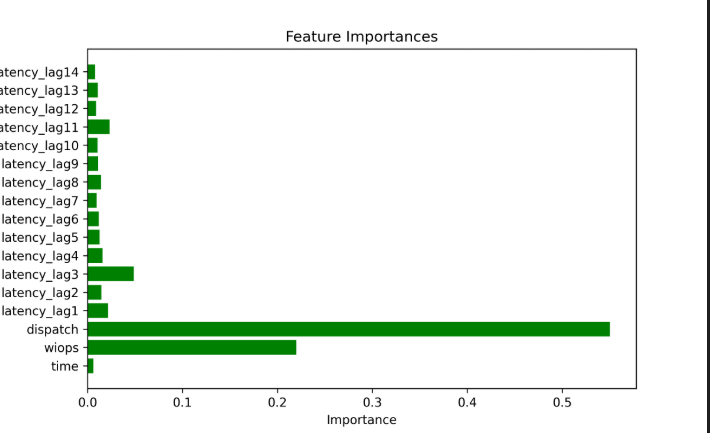 Feature Importances
atency_lag14
atency_lag13
atency_lag12
atency_lag11
atency_lag10
latency_lag9
latency_lag8
latency_lag7
latency_lag6
latency_lag5
latency_lag4
latency_lag3
latency_lag2
latency_lag1
dispatch
wiops
time
0.0 0.1 0.2 0.3 0.4 0.5
Importance